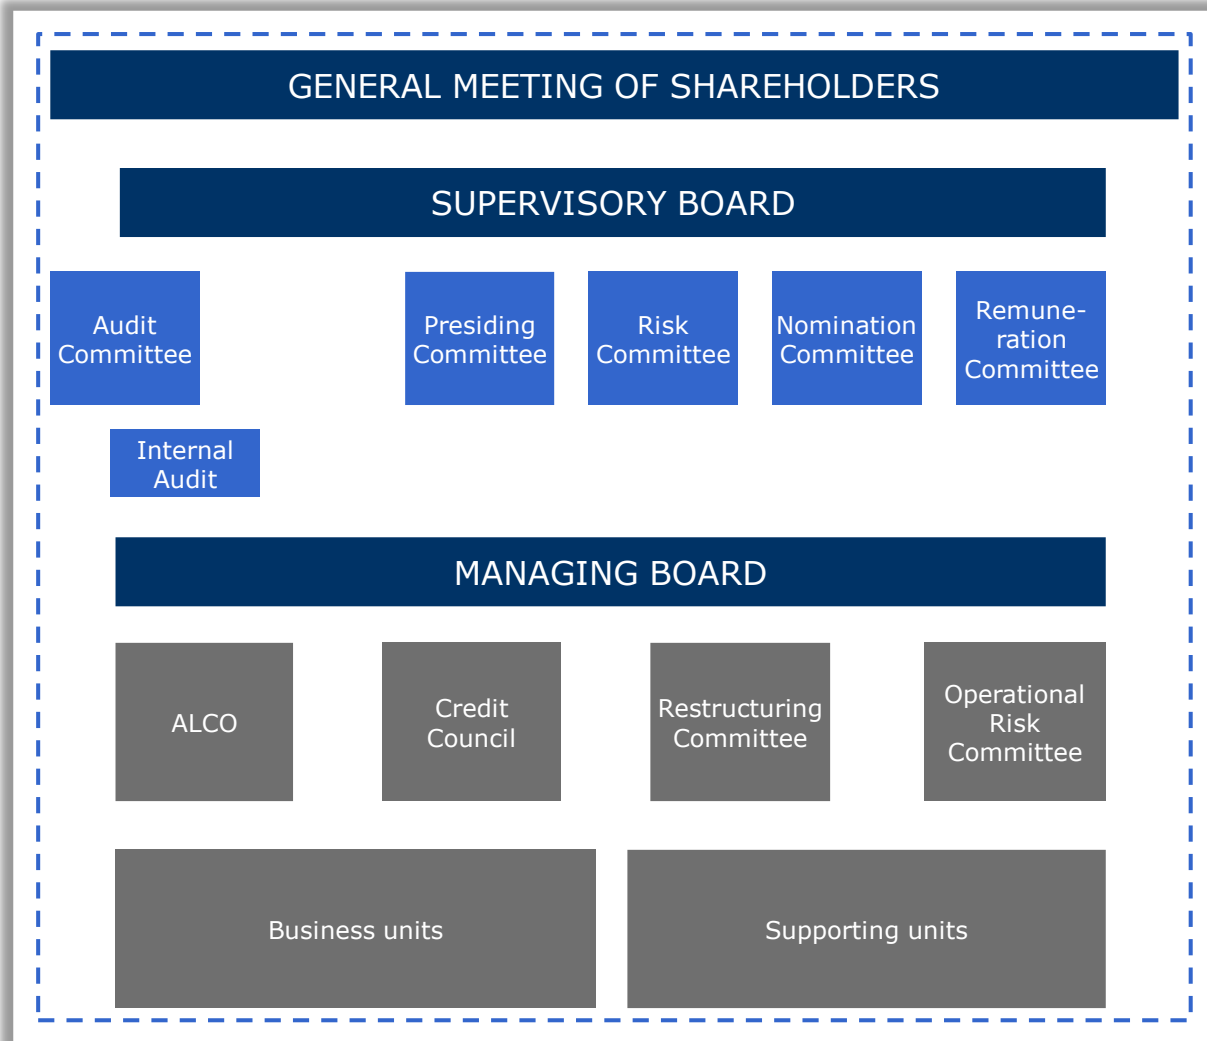 GENERAL MEETING OF SHAREHOLDERS
SUPERVISORY BOARD
Audit
Committee
Presiding
Committee
Risk
Committee
Nomination
Committee
Remune-
ration
Committee
Internal
Audit
MANAGING BOARD
ALCO
Credit
Council
Restructuring
Committee
Operational
Risk
Committee
Business units
Supporting units